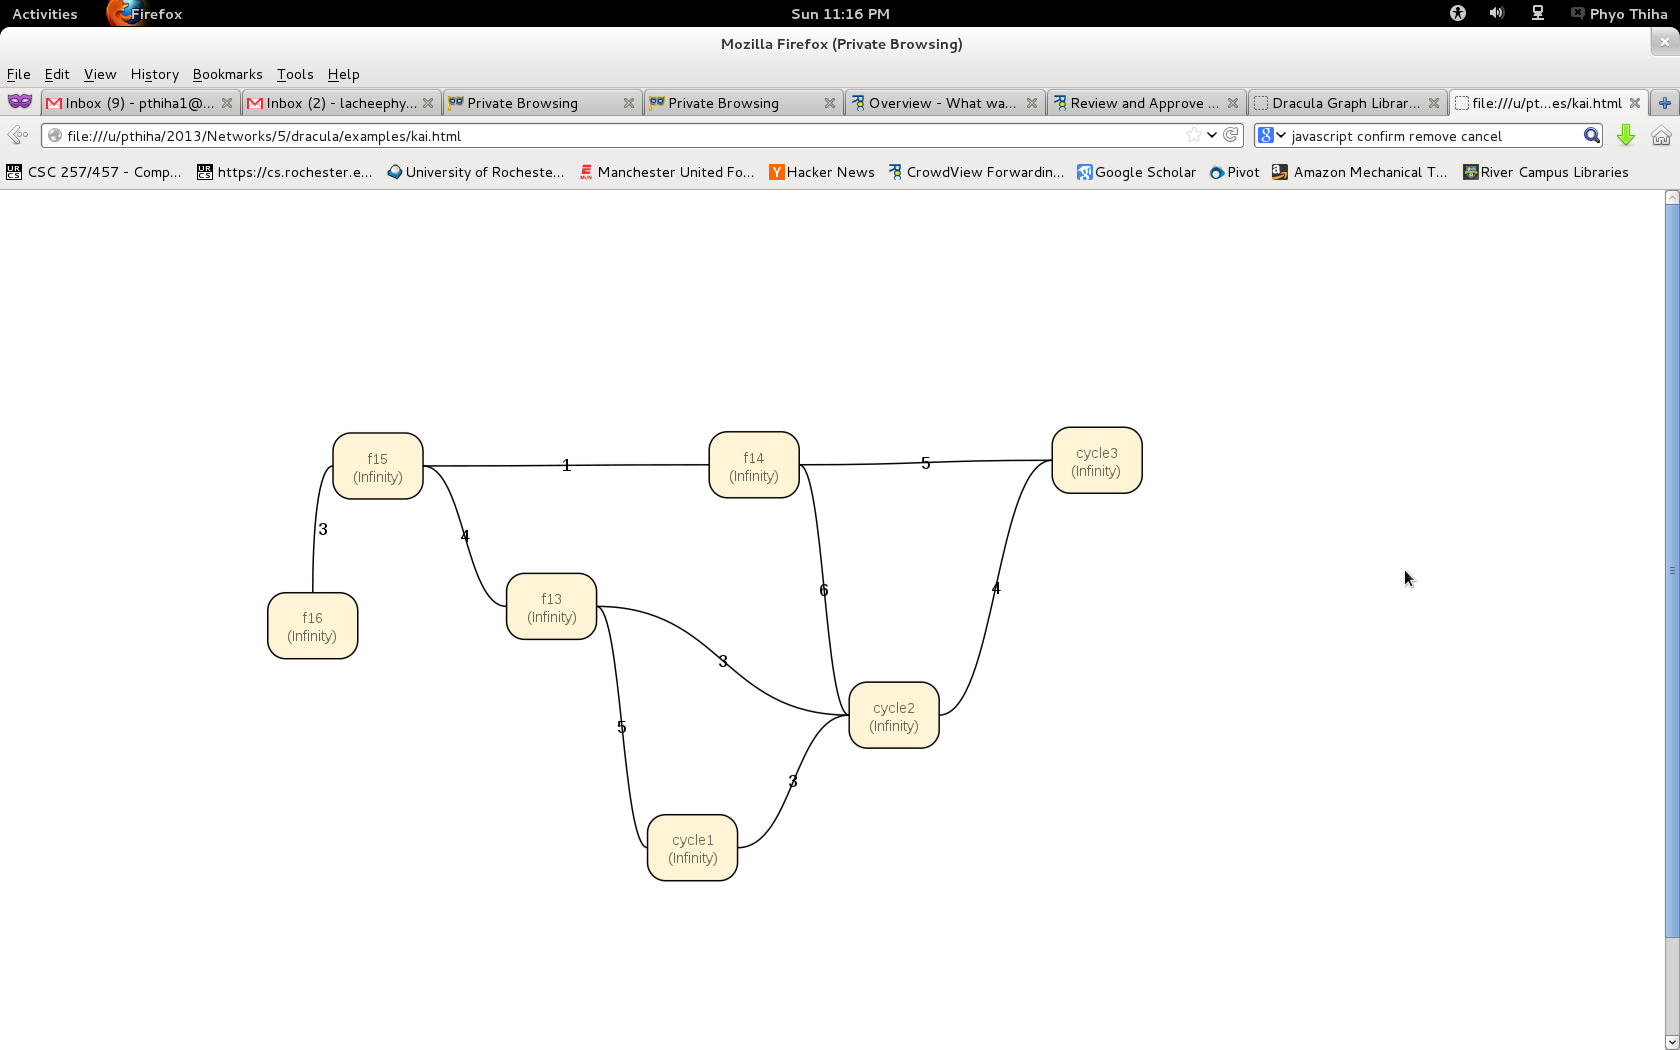 Activities Firefox Sun 11:16 PM Phyo Thiha
Mozilla Firefox (Private Browsing)
File Edit View History Bookmarks Tools Help
Inbox (9) - pthiha1@... Inbox (2) - lacheephy... Private Browsing Private Browsing Overview - What wa... Review and Approve ... Dracula Graph Librar... file:///u/pt...es/kai.html
file:///u/pthiha/2013/Networks/5/dracula/examples/kai.html javascript confirm remove cancel
CSC 257/457 - Comp... https://cs.rochester.e... University of Rocheste... Manchester United Fo... Hacker News CrowdView Forwardin... Google Scholar Pivot Amazon Mechanical T... River Campus Libraries
f15
(Infinity)
1
f14
(Infinity)
5
cycle3
(Infinity)
3
4
f16
(Infinity)
f13
(Infinity)
6
4
3
5
cycle2
(Infinity)
3
cycle1
(Infinity)